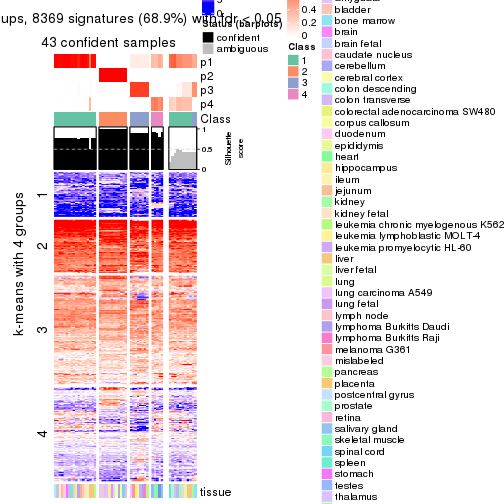 ups, 8369 signatures (68.9%) with fdr < 0.05
43 confident samples
p1
p2
p3
p4
Class
1
0.5
0
Silhouette
score
k-means with 4 groups
1
2
3
4
tissue
0
Status (barplots)
confident
ambiguous
0.4
0.2
0
Class
1
2
3
4
bladder
bone marrow
brain
brain fetal
caudate nucleus
cerebellum
cerebral cortex
colon descending
colon transverse
colorectal adenocarcinoma SW480
corpus callosum
duodenum
epididymis
heart
hippocampus
ileum
jejunum
kidney
kidney fetal
leukemia chronic myelogenous K562
leukemia lymphoblastic MOLT-4
leukemia promyelocytic HL-60
liver
liver fetal
lung
lung carcinoma A549
lung fetal
lymph node
lymphoma Burkitts Daudi
lymphoma Burkitts Raji
melanoma G361
mislabeled
pancreas
placenta
postcentral gyrus
prostate
retina
salivary gland
skeletal muscle
spinal cord
spleen
stomach
testes
thalamus